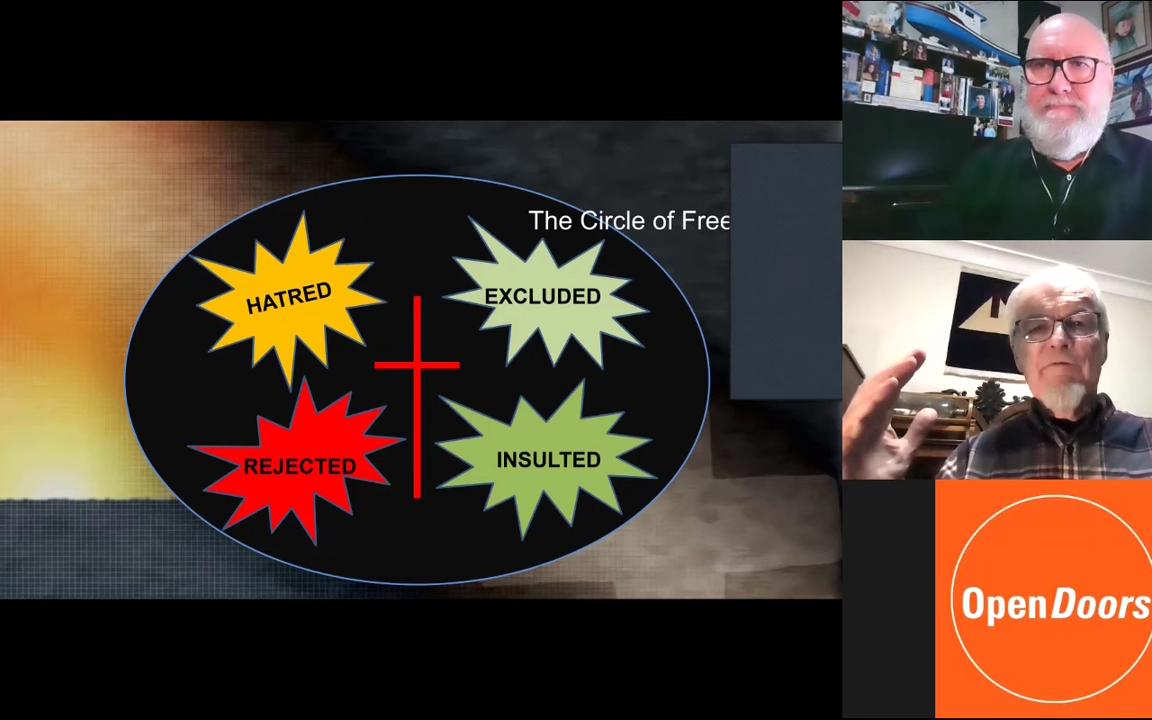 The Circle of Free
HATRED
EXCLUDED
REJECTED
INSULTED
OpenDoors